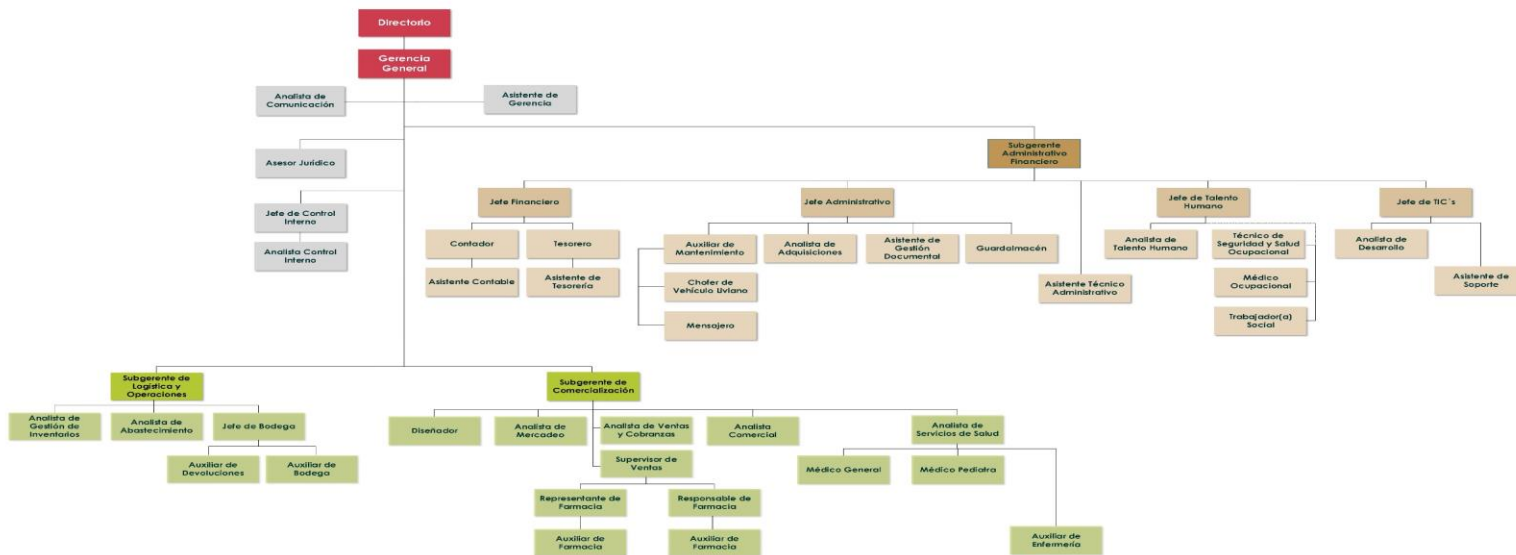 Directorio
Gerencia
General
Analista de
Comunicación
Asistente de
Gerencia
Asesor Jurídico
Subgerente
Administrativo
Financiero
Jefe de Control
Interno
Analista Control
Interno
Jefe Financiero
Jefe Administrativo
Jefe de Talento
Humano
Jefe de TIC´s
Contador
Tesorero
Auxiliar de
Mantenimiento
Analista de
Adquisiciones
Asistente de
Gestión
Documental
Guardalmacén
Analista de
Talento Humano
Técnico de
Seguridad y Salud
Ocupacional
Analista de
Desarrollo
Asistente Contable
Asistente de
Tesorería
Chofer de
Vehículo Liviano
Asistente Técnico
Administrativo
Médico
Ocupacional
Asistente de
Soporte
Mensajero
Trabajador(a)
Social
Subgerente de
Logística y
Operaciones
Subgerente de
Comercialización
Analista de
Gestión de
Inventarios
Analista de
Abastecimiento
Jefe de Bodega
Diseñador
Analista de
Mercadeo
Analista de Ventas
y Cobranzas
Analista
Comercial
Analista de
Servicios de Salud
Auxiliar de
Devoluciones
Auxiliar de
Bodega
Supervisor de
Ventas
Médico General
Médico Pediatra
Representante de
Farmacia
Responsable de
Farmacia
Auxiliar de
Farmacia
Auxiliar de
Farmacia
Auxiliar de
Enfermería